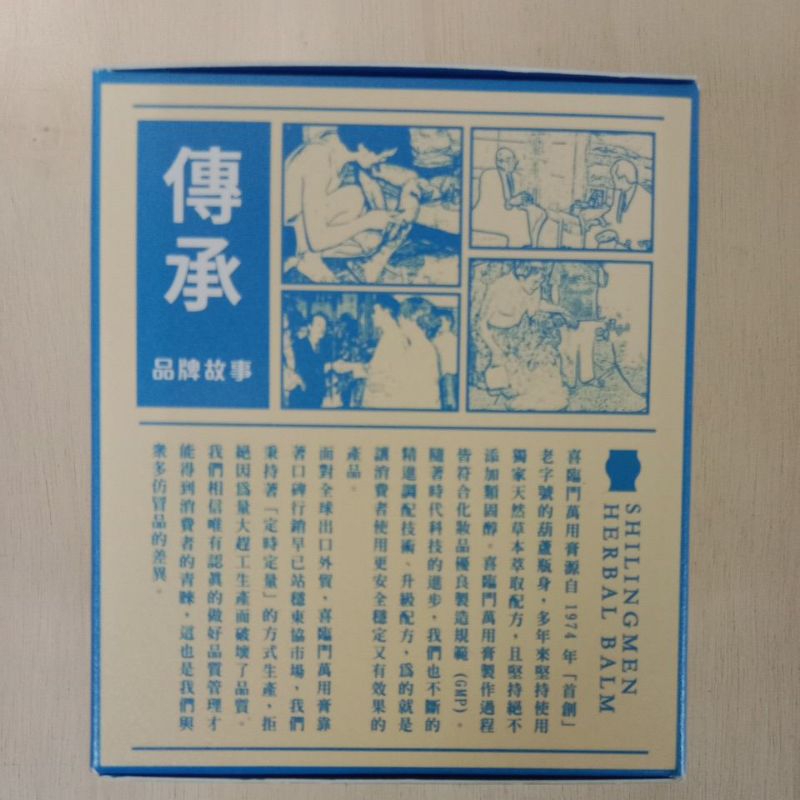 傳承
品牌故事
SHILINGMEN
HERBAL BALM
喜臨門萬用膏源自 1974 年「首創」
老字號的葫蘆瓶身，多年來堅持使用
獨家天然草本萃取配方，且堅持絕不
添加類固醇。喜臨門萬用膏製作過程
皆符合化妝品優良製造規範 (GMP)。
隨著時代科技的進步，我們也不斷的
精進調配技術、升級配方，為的就是
讓消費者使用更安全穩定又有效果的
產品。
面對全球出口外貿，喜臨門萬用膏靠
著口碑行銷早已站穩東協市場，我們
秉持著「定時定量」的方式生產，拒
絕因為量大趕工生產而破壞了品質。
我們相信唯有認真的做好品質管理才
能得到消費者的青睞，這也是我們與
眾多仿冒品的差異。